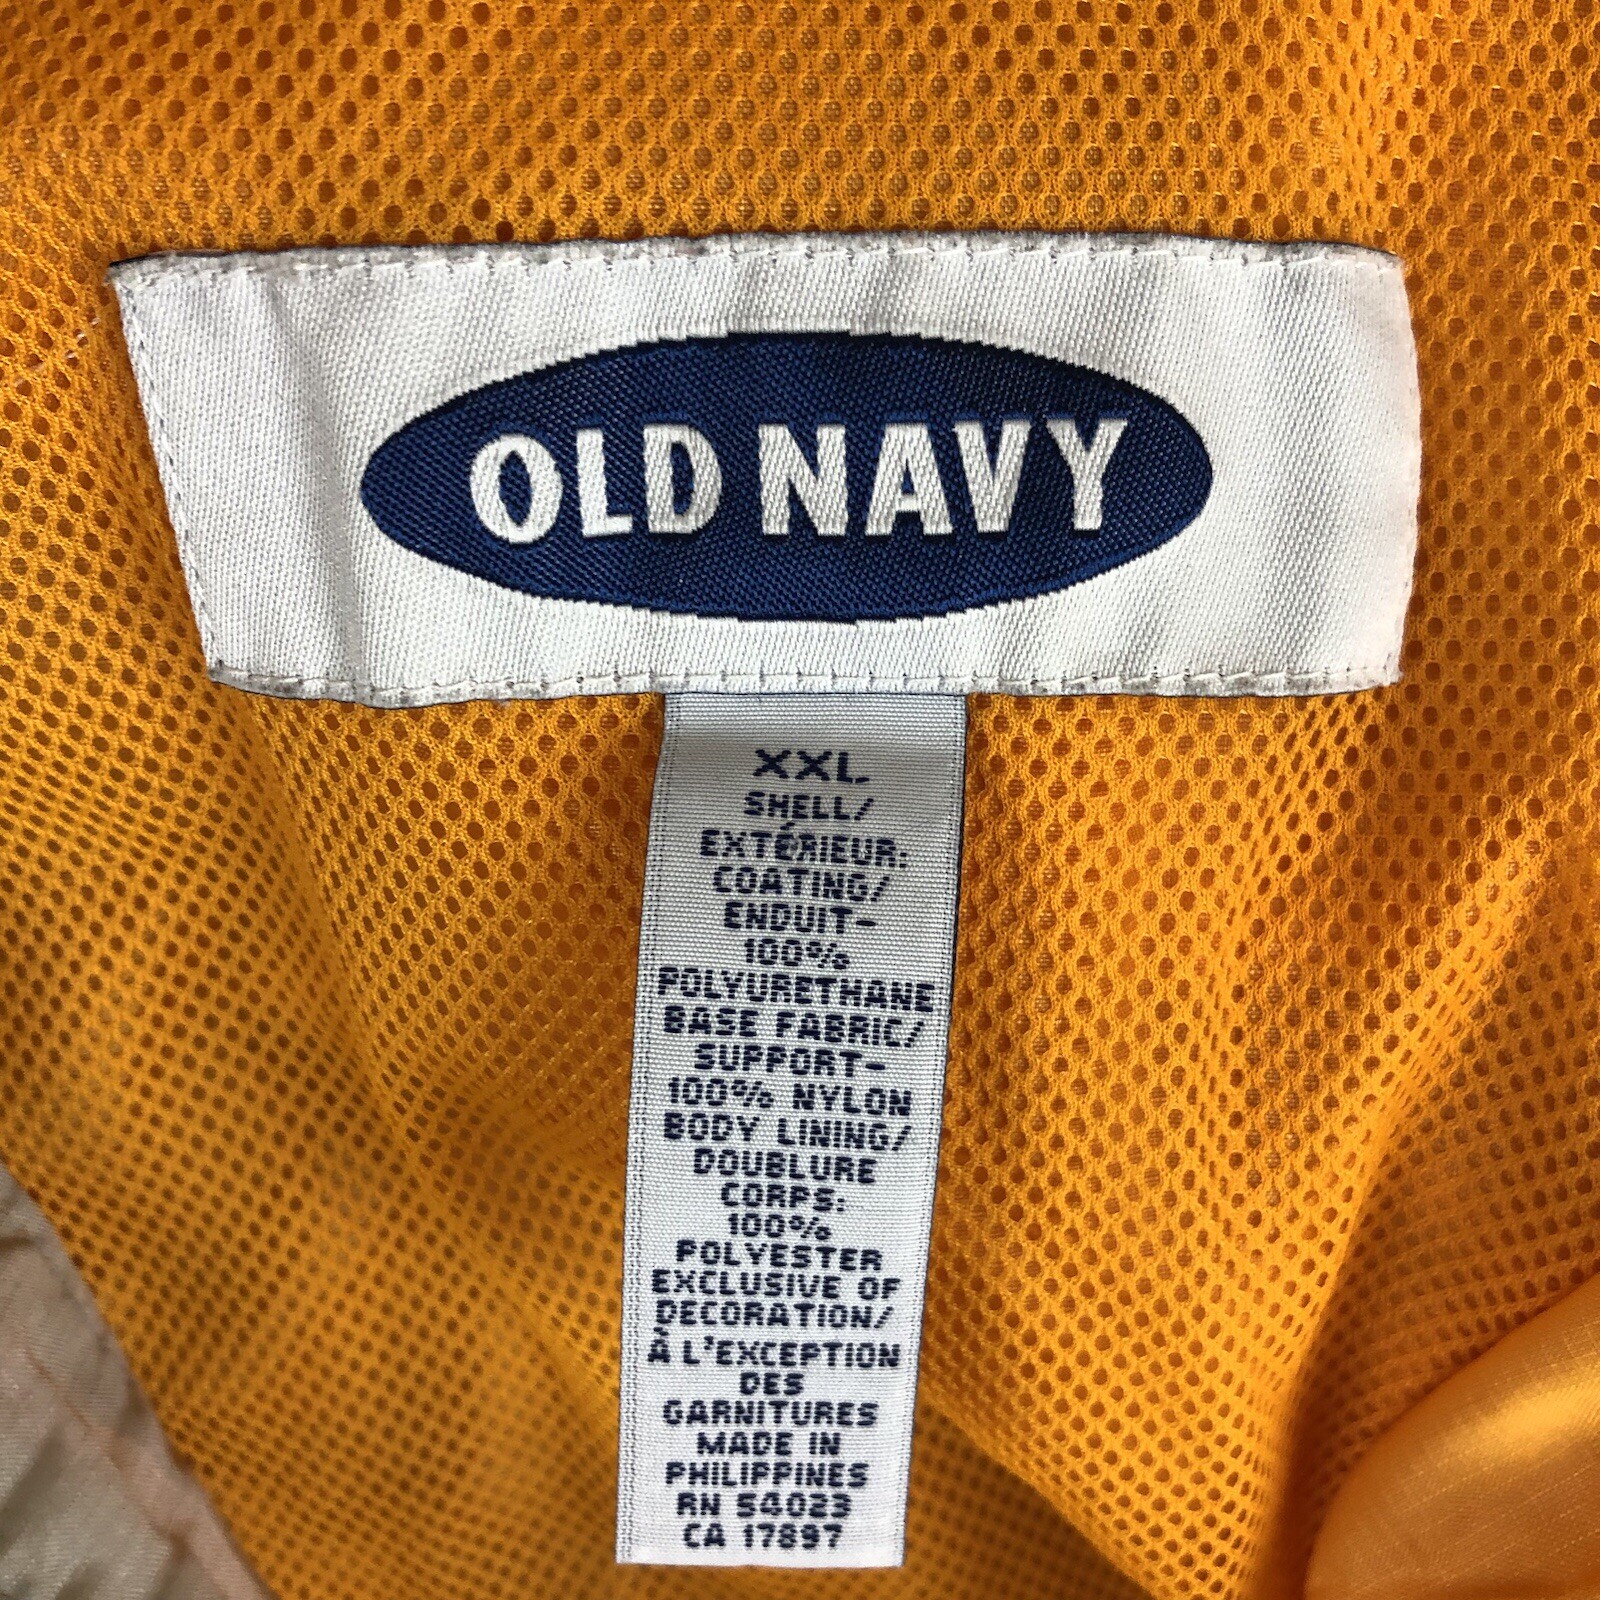 OLD NAVY
XXL
SHELL/
EXTÉRIEUR:
COATING/
ENDUIT-
100%
POLYURETHANE
BASE FABRIC/
SUPPORT-
100% NYLON
BODY LINING/
DOUBLURE
CORPS:
100%
POLYESTER
EXCLUSIVE OF
DECORATION/
À L'EXCEPTION
DES
GARNITURES
MADE IN
PHILIPPINES
RN 54023
CA 17897